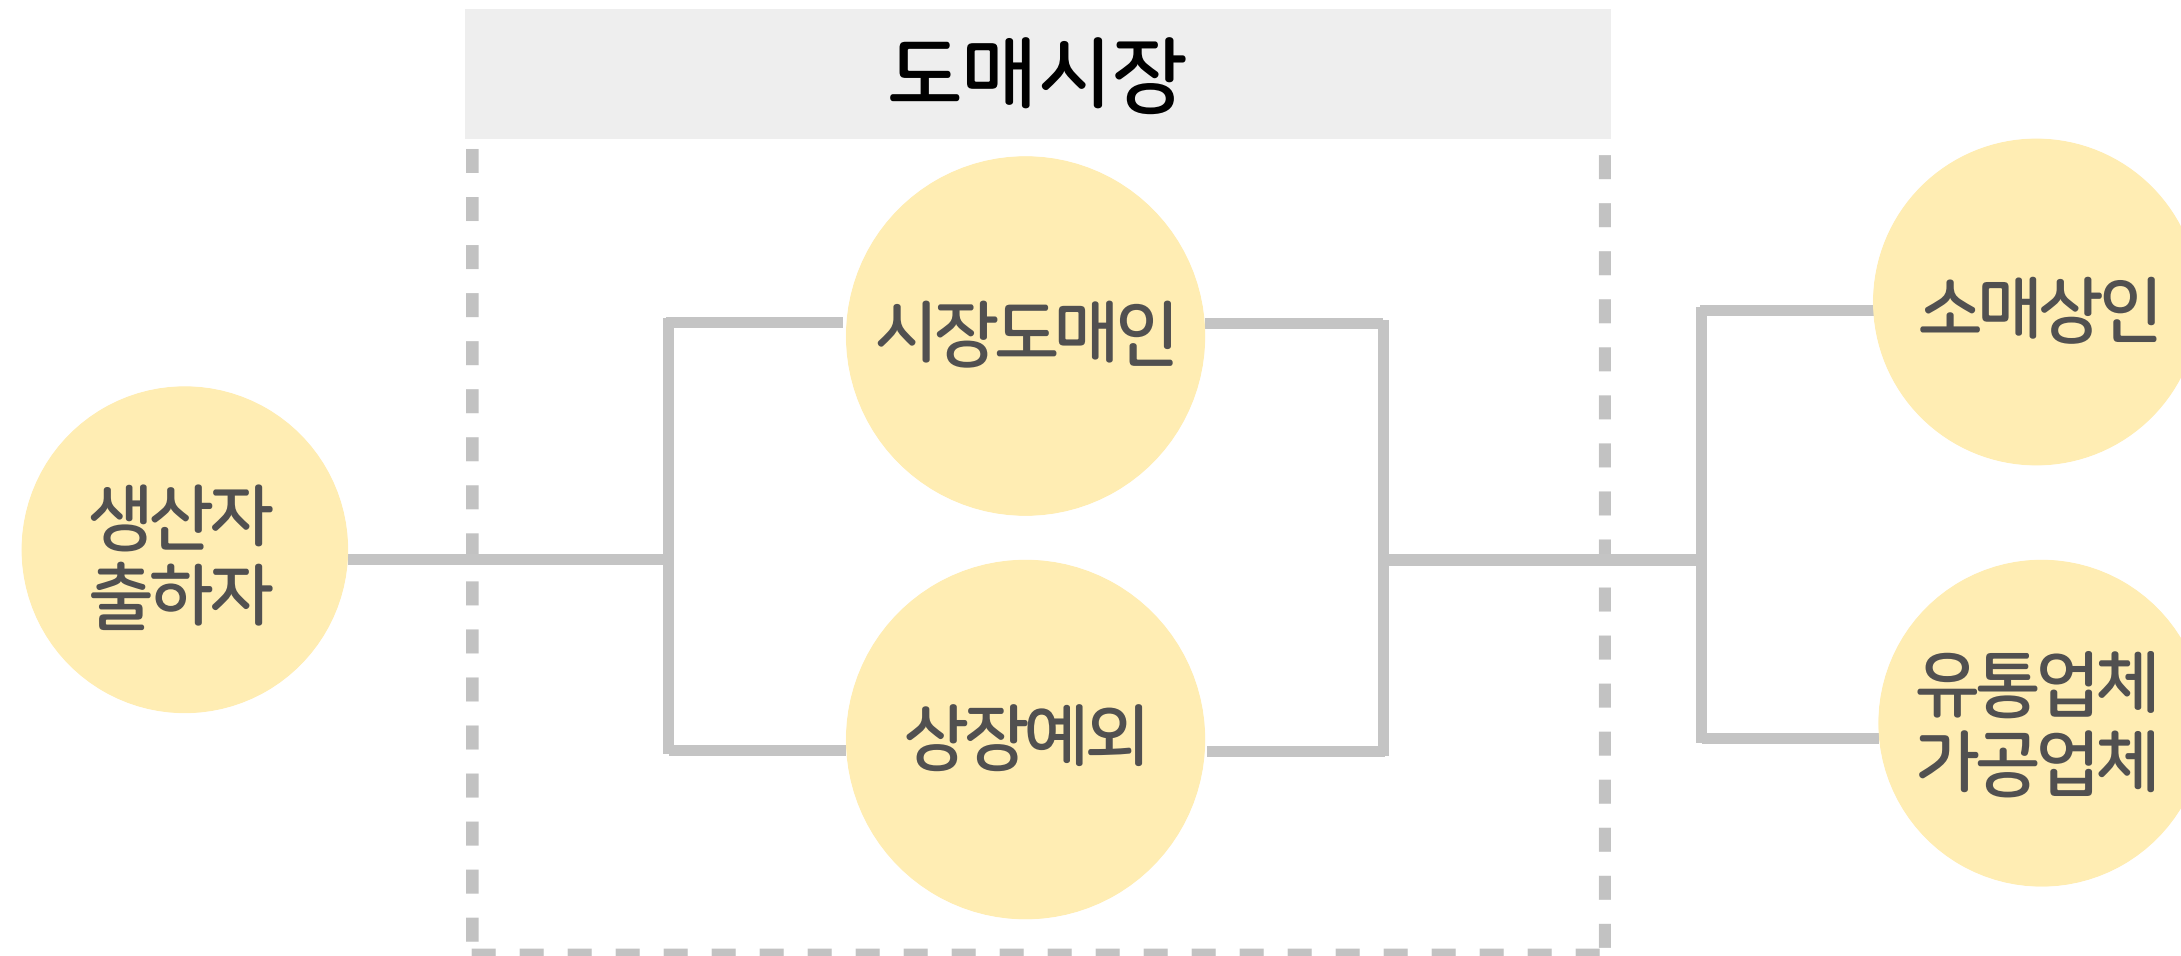 도매시장
시장도매인
소매상인
생산자
출하자
상장예외
유통업체
가공업체